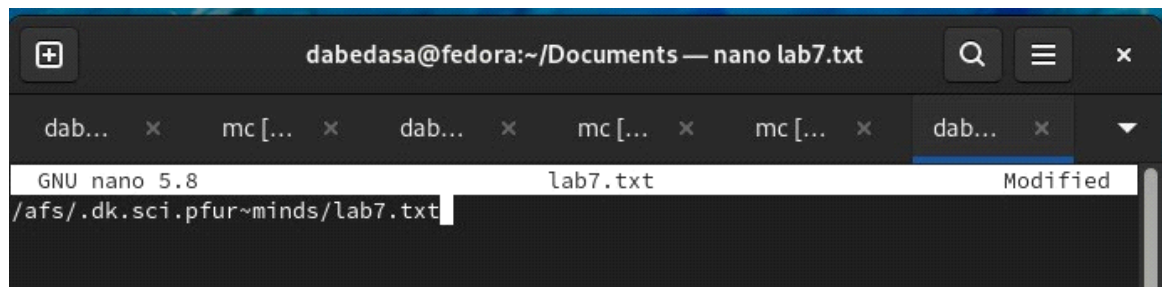 dabedasa@fedora:~/Documents — nano lab7.txt
dab... mc [... dab... mc [... mc [... dab...
GNU nano 5.8 lab7.txt Modified
/afs/.dk.sci.pfur~minds/lab7.txt